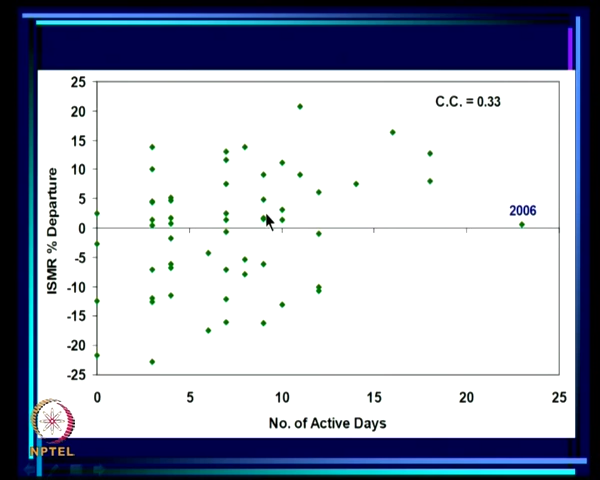 25
20
15
10
5
0
-5
-10
-15
-20
-25
ISMR % Departure
C.C. = 0.33
2006
0 5 10 15 20 25
No. of Active Days
NPTEL